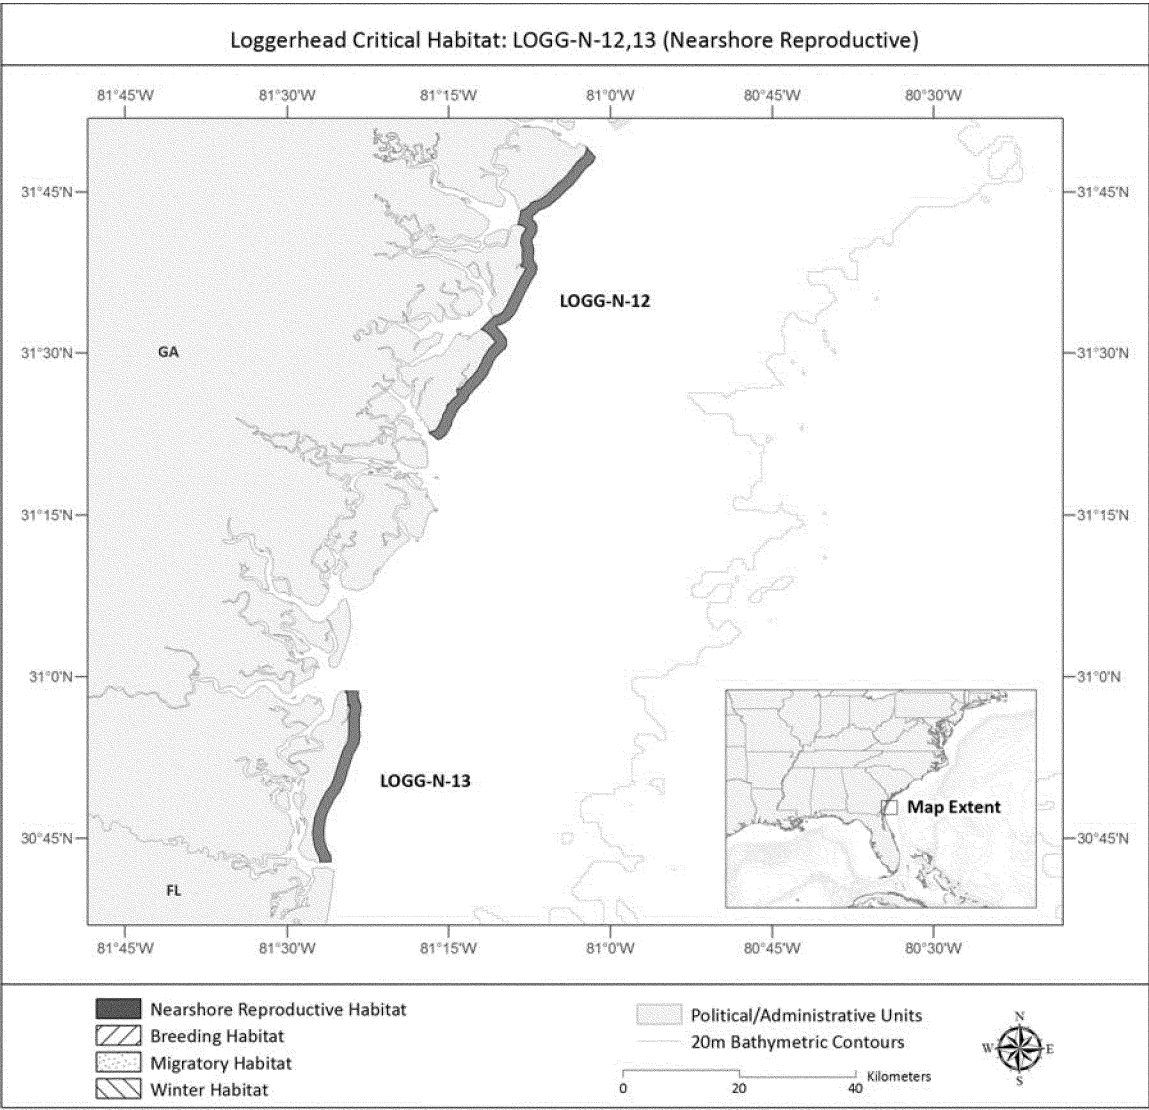 Loggerhead Critical Habitat: LOGG-N-12,13 (Nearshore Reproductive)
81°45'W 81°30'W 81°15'W 81°0'W 80°45'W 80°30'W
31°45'N 31°45'N
LOGG-N-12
GA
31°30'N 31°30'N
31°15'N 31°15'N
31°0'N 31°0'N
LOGG-N-13
Map Extent
30°45'N 30°45'N
FL
81°45'W 81°30'W 81°15'W 81°0'W 80°45'W 80°30'W
Nearshore Reproductive Habitat
Breeding Habitat
Migratory Habitat
Winter Habitat
Political/Administrative Units
20m Bathymetric Contours
Kilometers
0 20 40
N
W E
S